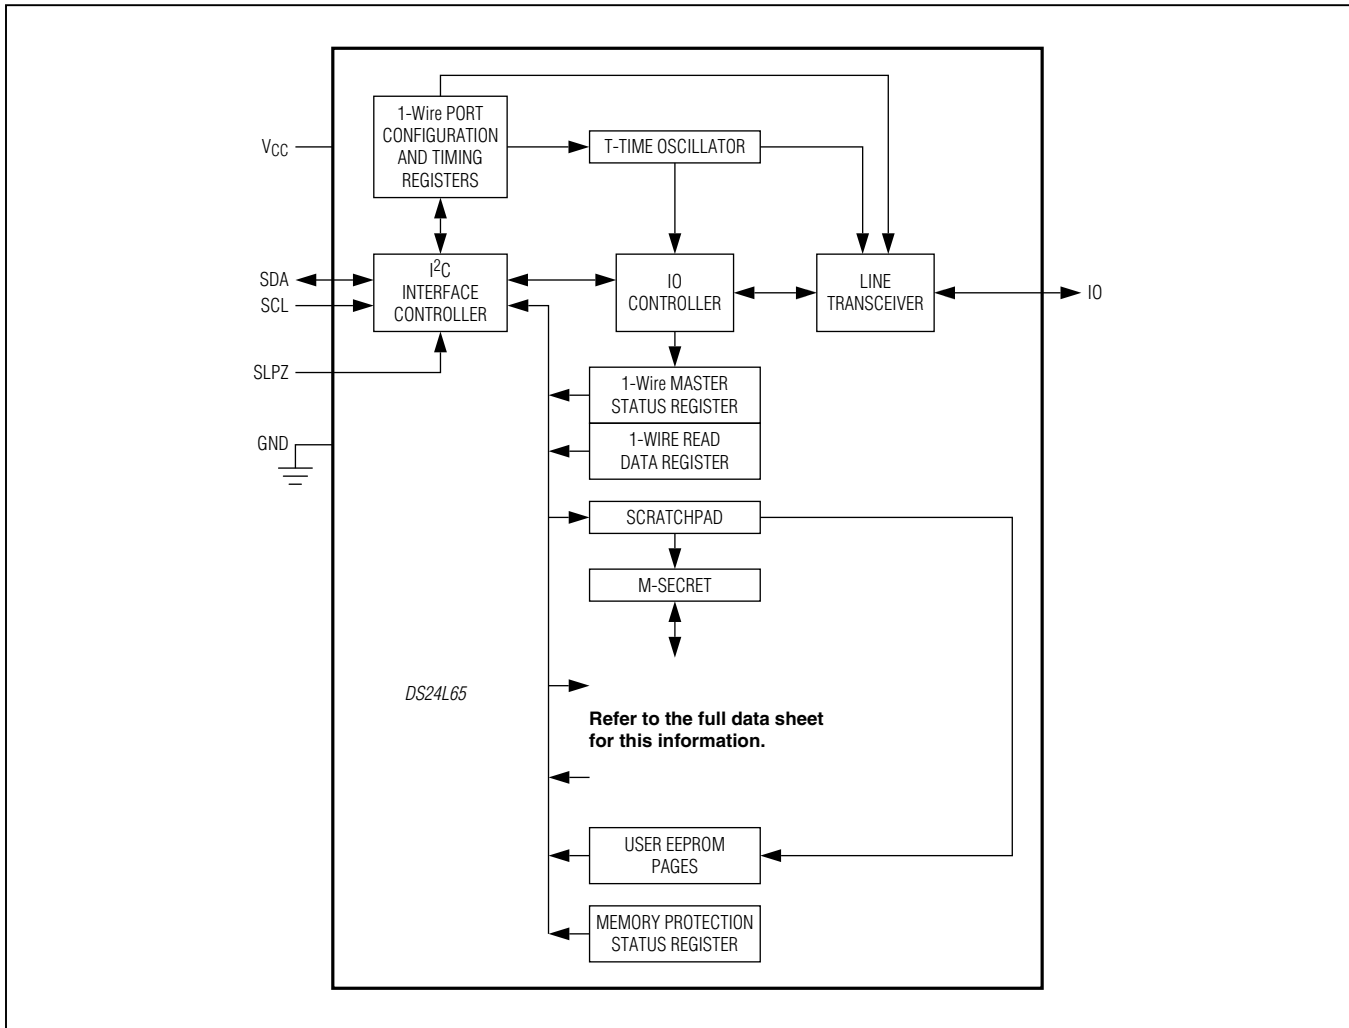 1-Wire PORT
CONFIGURATION
AND TIMING
REGISTERS
VCC
T-TIME OSCILLATOR
SDA
SCL
I2C
INTERFACE
CONTROLLER
IO
CONTROLLER
LINE
TRANSCEIVER
IO
SLPZ
1-Wire MASTER
STATUS REGISTER
GND
1-WIRE READ
DATA REGISTER
SCRATCHPAD
M-SECRET
DS24L65
Refer to the full data sheet
for this information.
USER EEPROM
PAGES
MEMORY PROTECTION
STATUS REGISTER